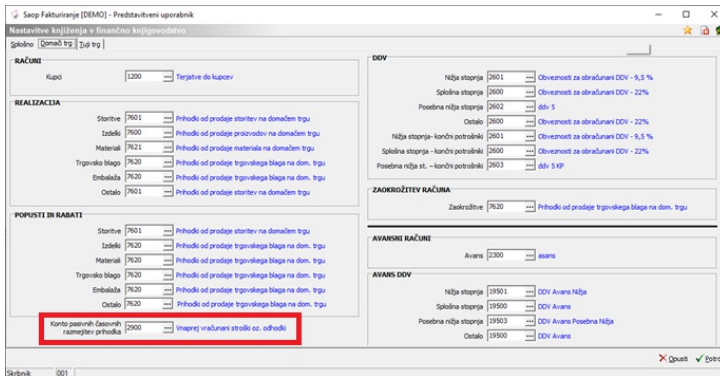 Saop Fakturiranje [DEMO] - Predstavitveni uporabnik
Nastavitve knjiženja v finančno knjigovodstvo
Splošno Domači trg Tuji trg
RAČUNI
Kupci 1200 ... Terjatve do kupcev
REALIZACIJA
Storitve 7601 ... Prihodki od prodaje storitev na domačem trgu
Izdelki 7600 ... Prihodki od prodaje proizvodov na domačem trgu
Materiali 7621 ... Prihodki od prodaje materiala na domačem trgu
Trgovsko blago 7620 ... Prihodki od prodaje trgovskega blaga na dom. trgu
Embalaža 7620 ... Prihodki od prodaje trgovskega blaga na dom. trgu
Ostalo 7601 ... Prihodki od prodaje storitev na domačem trgu
POPUSTI IN RABATI
Storitve 7601 ... Prihodki od prodaje trgovskega blaga na dom. trgu
Izdelki 7620 ... Prihodki od prodaje trgovskega blaga na dom. trgu
Materiali 7620 ... Prihodki od prodaje trgovskega blaga na dom. trgu
Trgovsko blago 7620 ... Prihodki od prodaje trgovskega blaga na dom. trgu
Embalaža 7620 ... Prihodki od prodaje trgovskega blaga na dom. trgu
Ostalo 7620 ... Prihodki od prodaje trgovskega blaga na dom. trgu
Konto pasivnih časovnih
razmejitev prihodka 2900 ... Vnaprej vračunani stroški oz. odhodki
DDV
Nižja stopnja 2601 ... Obveznosti za obračunani DDV - 9,5 %
Splošna stopnja 2600 ... Obveznosti za obračunani DDV - 22%
Posebna nižja stopnja 2602 ... ddv 5
Ostalo 2600 ... Obveznosti za obračunani DDV - 22%
Nižja stopnja- končni potrošniki 2601 ... Obveznosti za obračunani DDV - 9,5 %
Splošna stopnja - končni potrošniki 2600 ... Obveznosti za obračunani DDV - 22%
Posebna nižja st. – končni potrošniki 2603 ... ddv 5 KP
ZAOKROŽITEV RAČUNA
Zaokrožitve 7620 ... Prihodki od prodaje trgovskega blaga na dom. trgu
AVANSNI RAČUNI
Avans 2300 ... asans
AVANS DDV
Nižja stopnja 19501 ... DDV Avans Nižja
Splošna stopnja 19500 ... DDV Avans
Posebna nižja stopnja 19503 ... DDV Avans Posebna Nižja
Ostalo 19500 ... DDV Avans
Opusti Potrd
Skrbnik 001